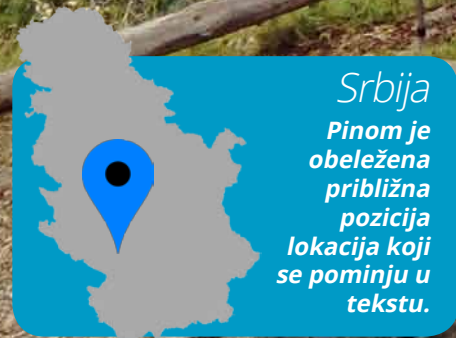 Srbija
Pinom je
obeležena
približna
pozicija
lokacija koji
se pominju u
tekstu.